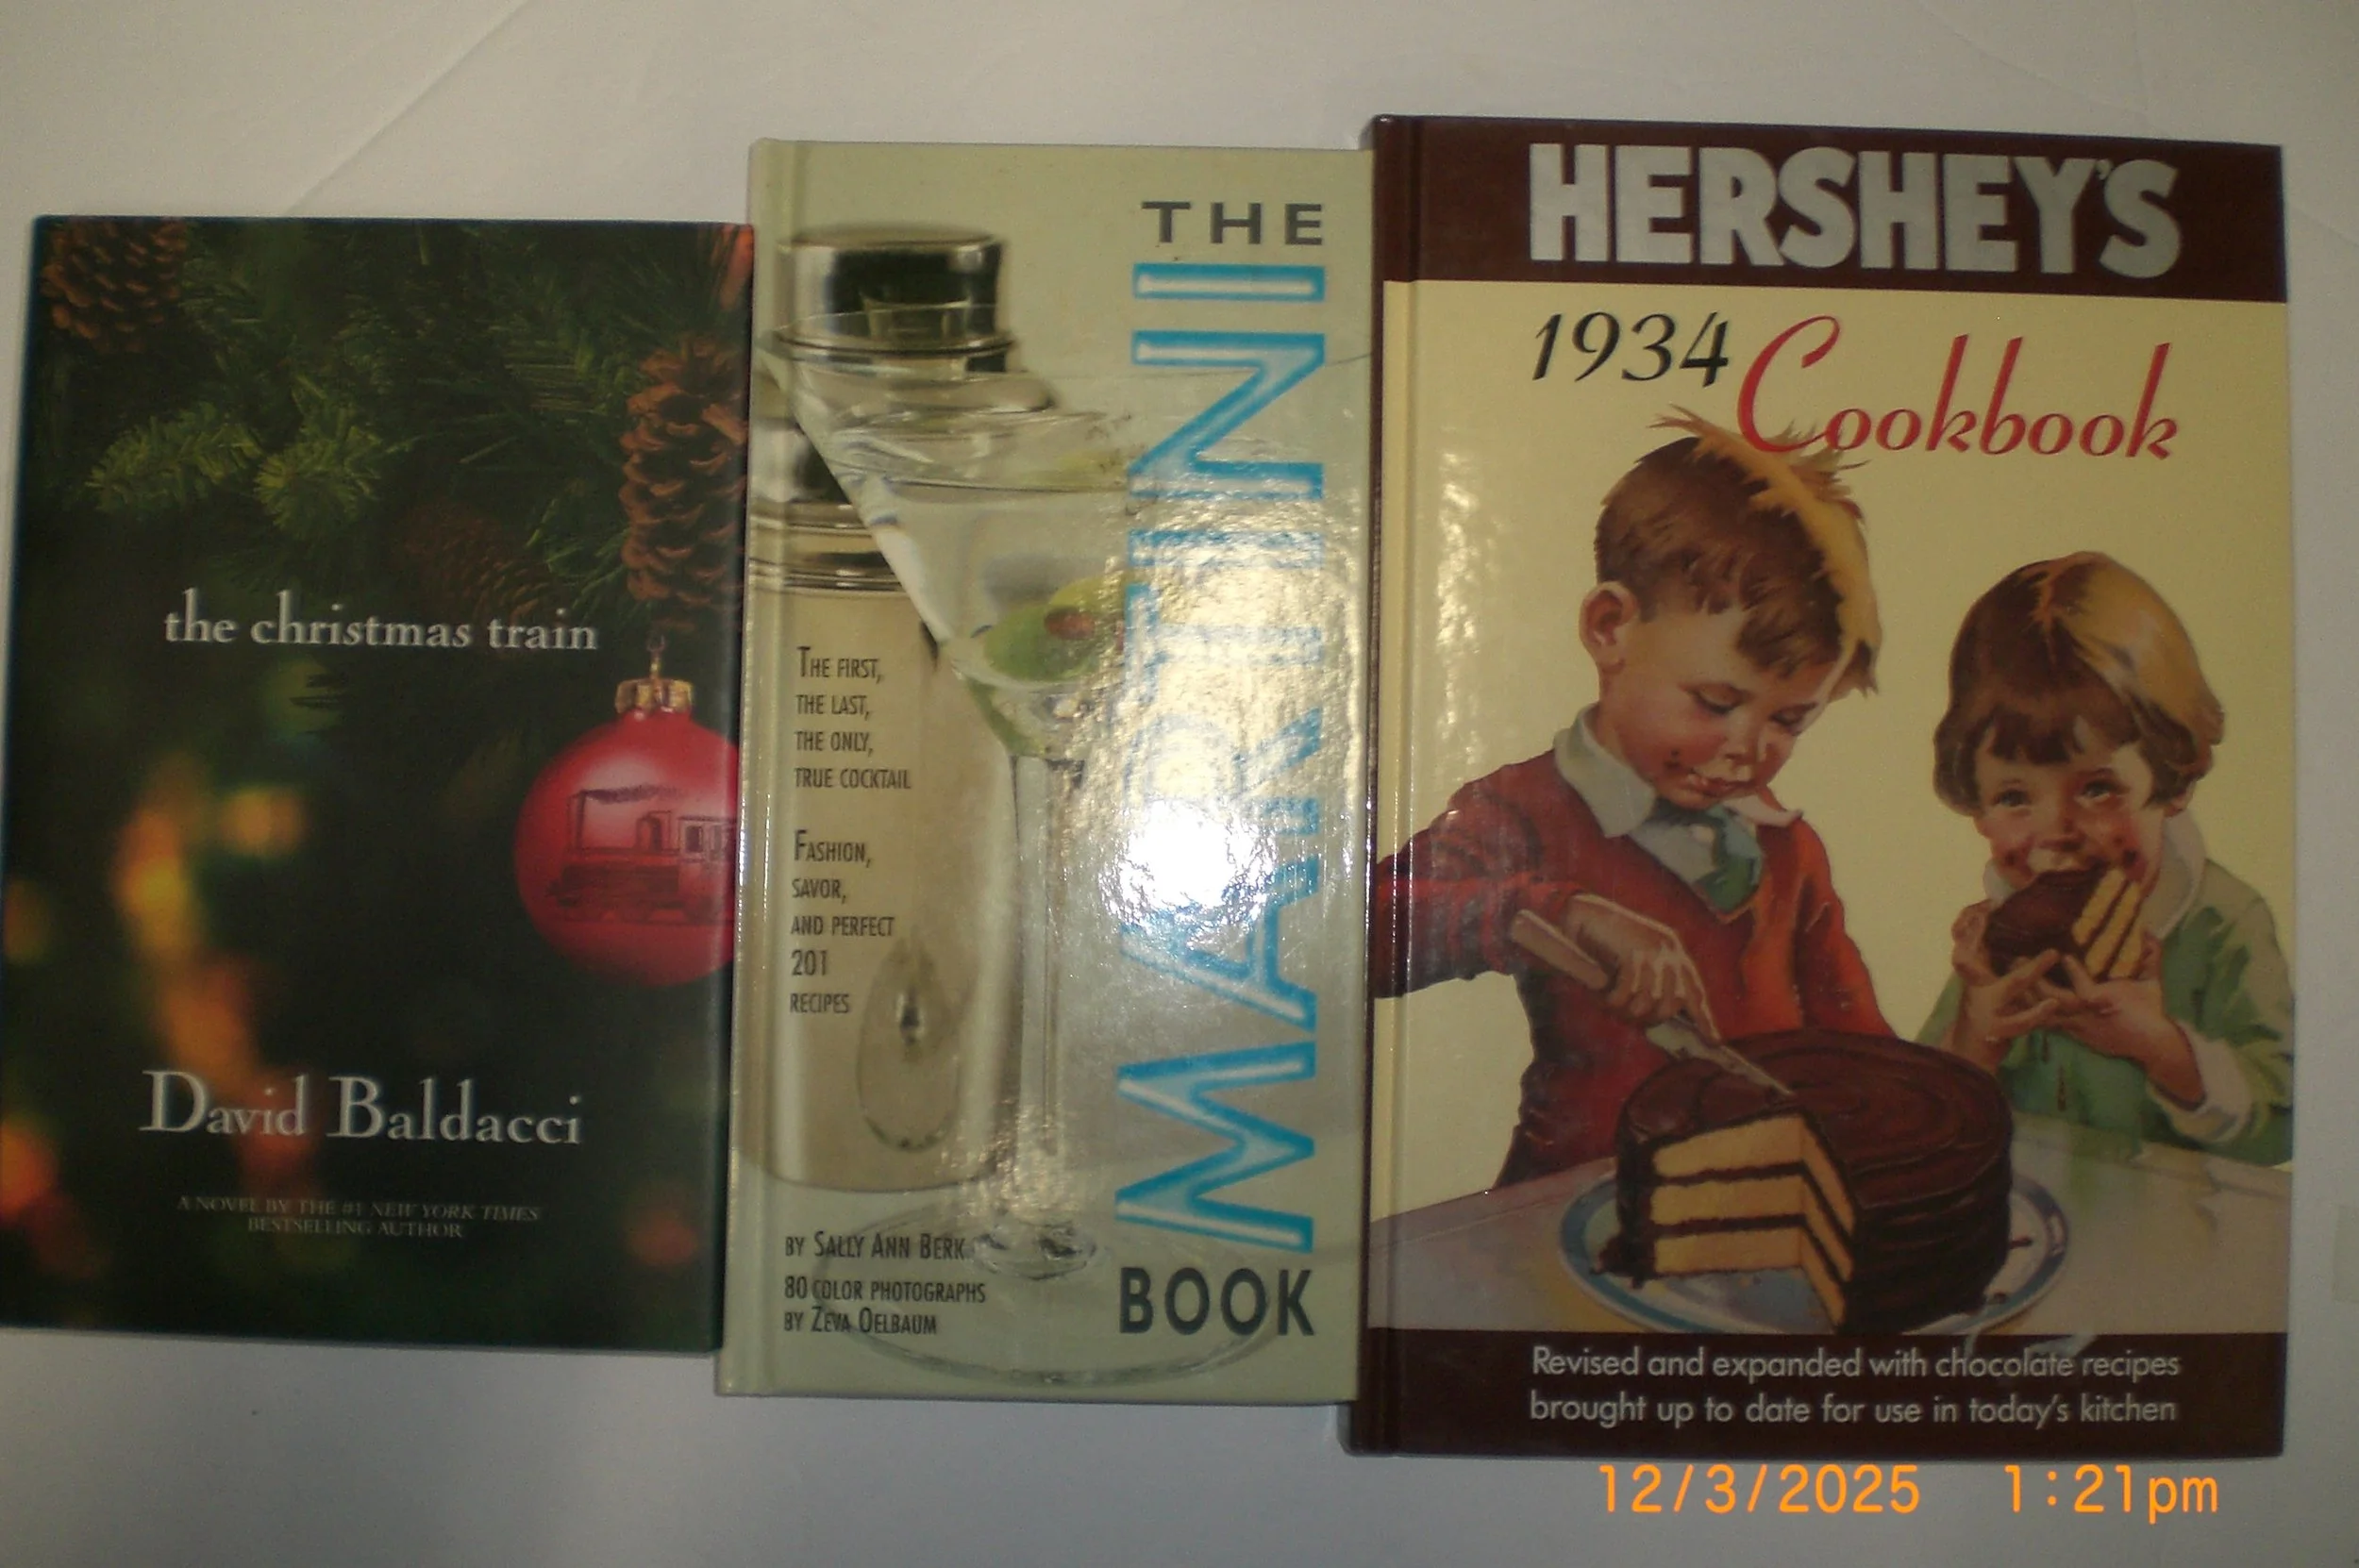 the christmas train
David Baldacci
A NOVEL BY THE #1 NEW YORK TIMES
BESTSELLING AUTHOR
THE
MARTINI
BOOK
THE FIRST,
THE LAST,
THE ONLY,
TRUE COCKTAIL
FASHION,
SAVOR,
AND PERFECT
201
RECIPES
BY SALLY ANN BERK
80 COLOR PHOTOGRAPHS
BY ZEVA OELBAUM
HERSHEY'S
1934 Cookbook
Revised and expanded with chocolate recipes
brought up to date for use in today's kitchen
12/3/2025 1:21pm